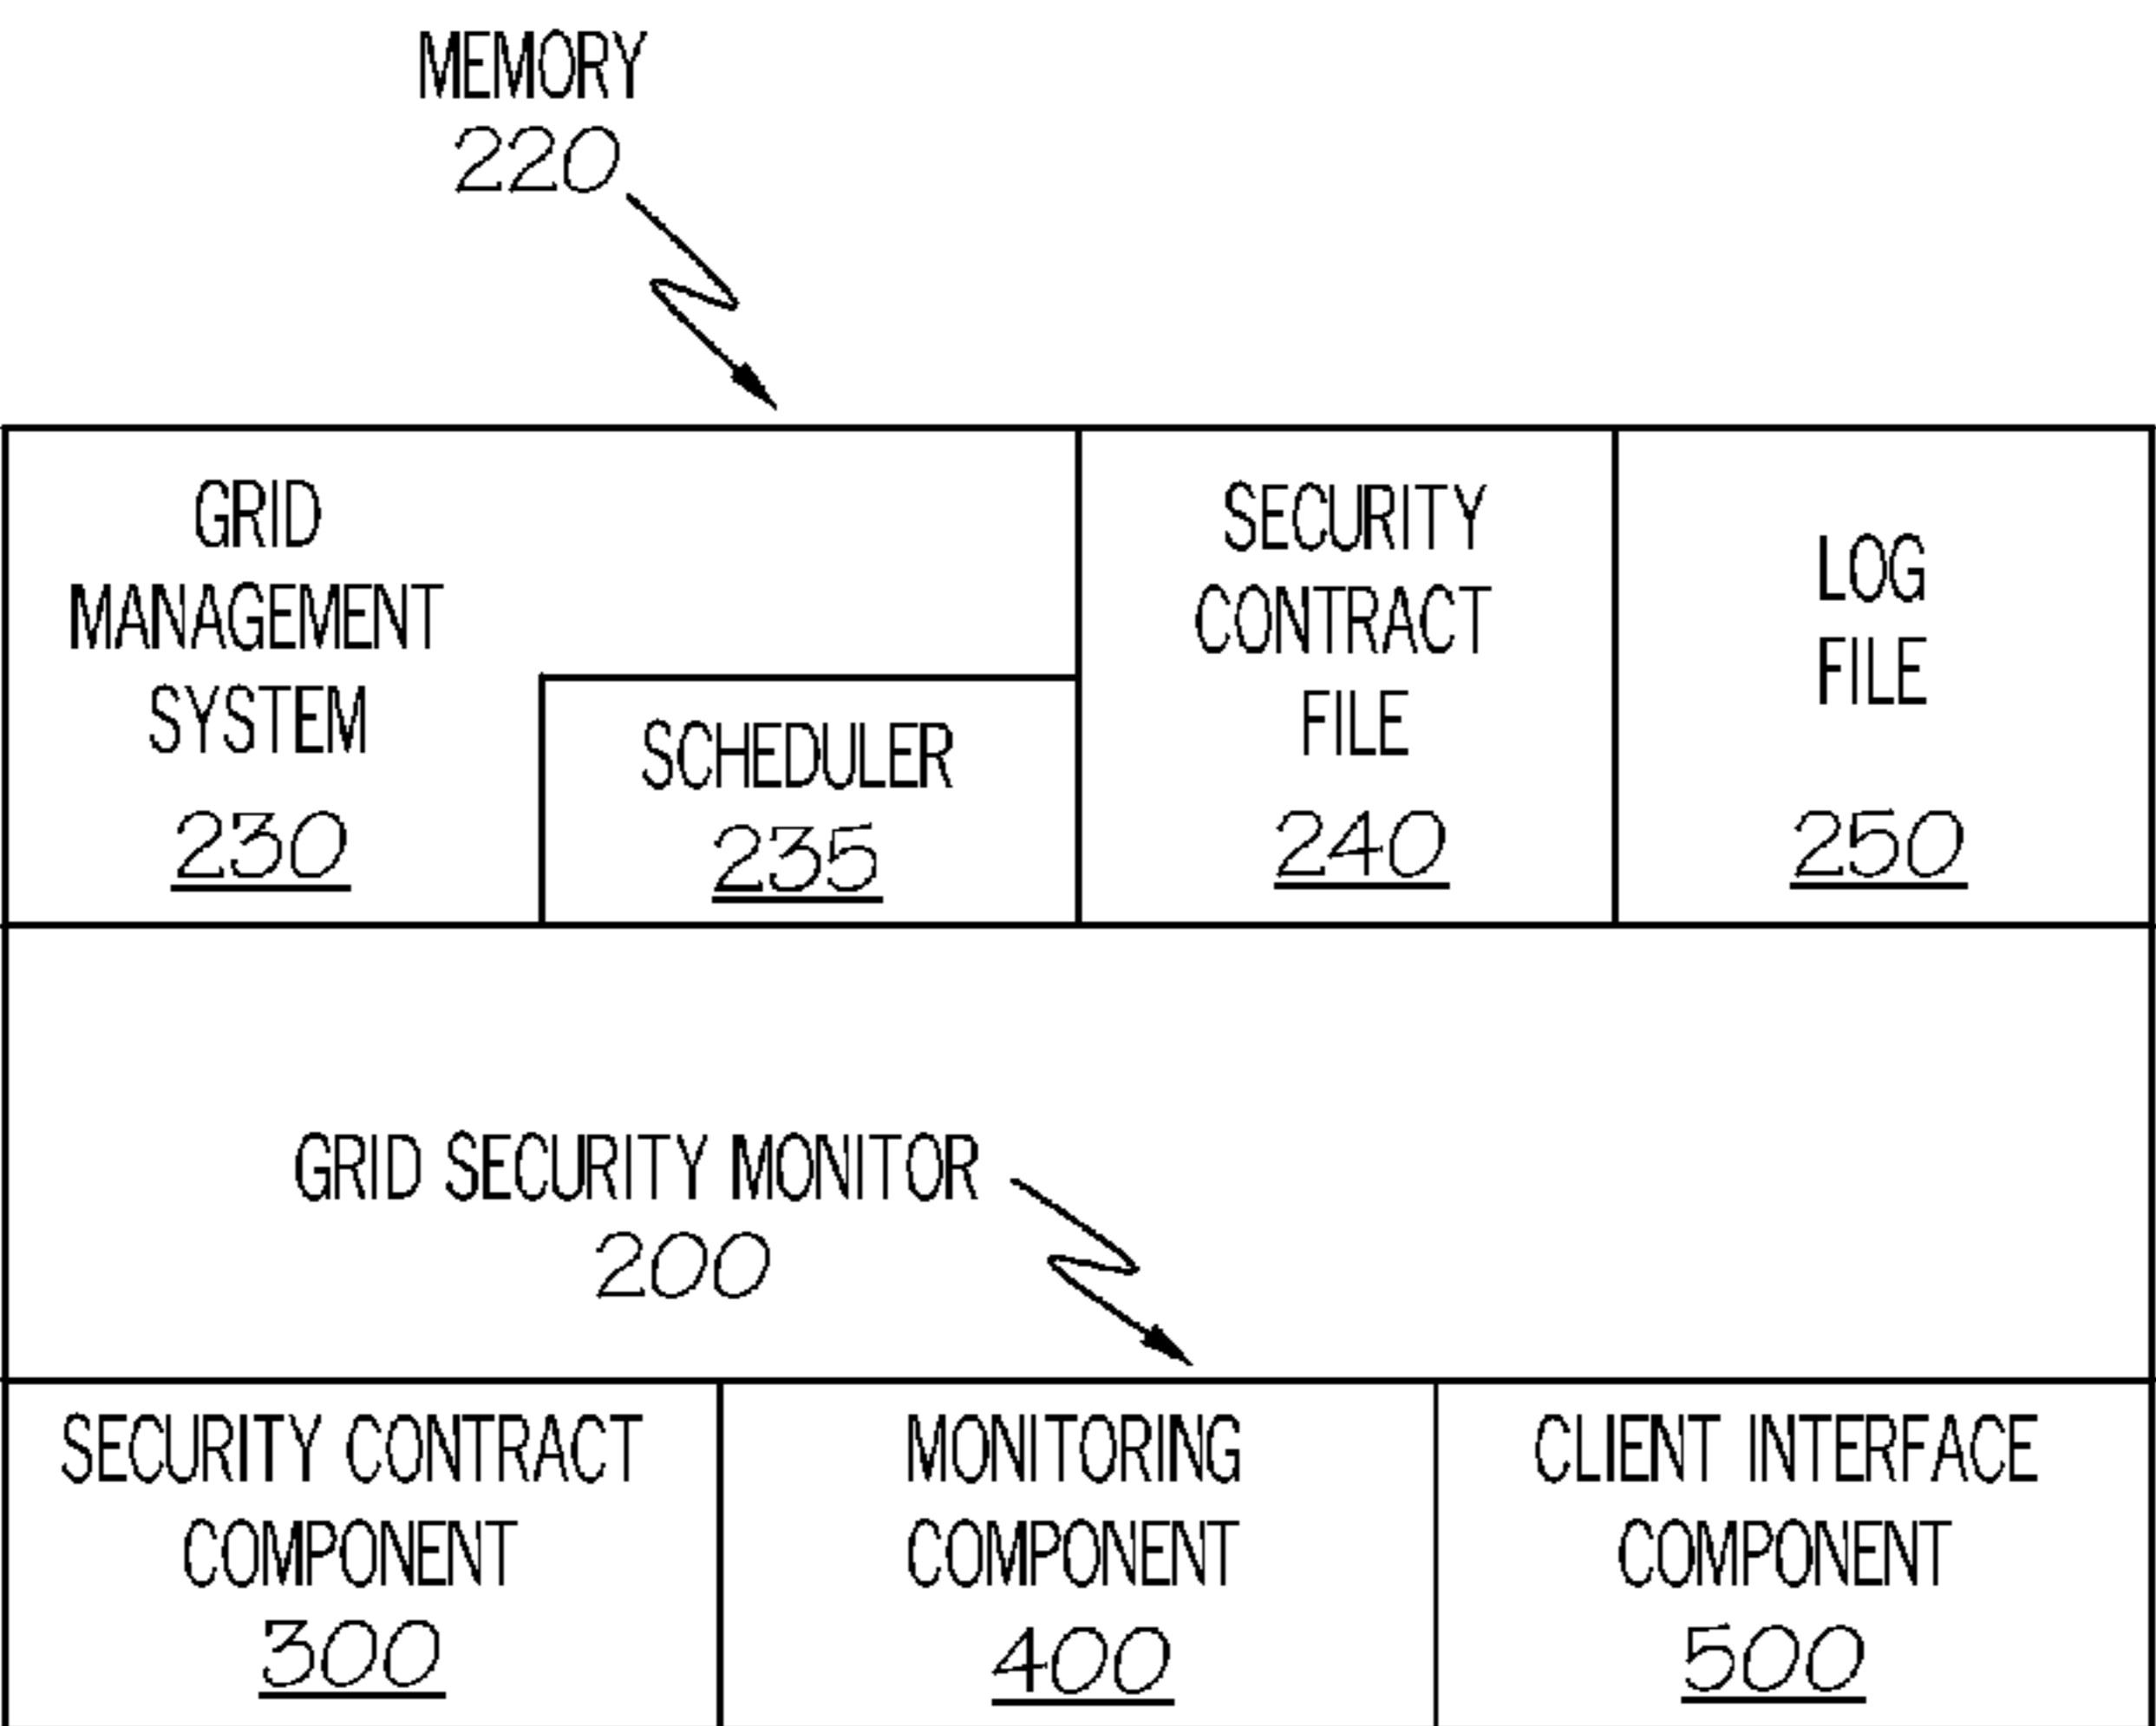 MEMORY
220
GRID
MANAGEMENT
SYSTEM
230
SCHEDULER
235
SECURITY
CONTRACT
FILE
240
LOG
FILE
250
GRID SECURITY MONITOR
200
SECURITY CONTRACT
COMPONENT
300
MONITORING
COMPONENT
400
CLIENT INTERFACE
COMPONENT
500